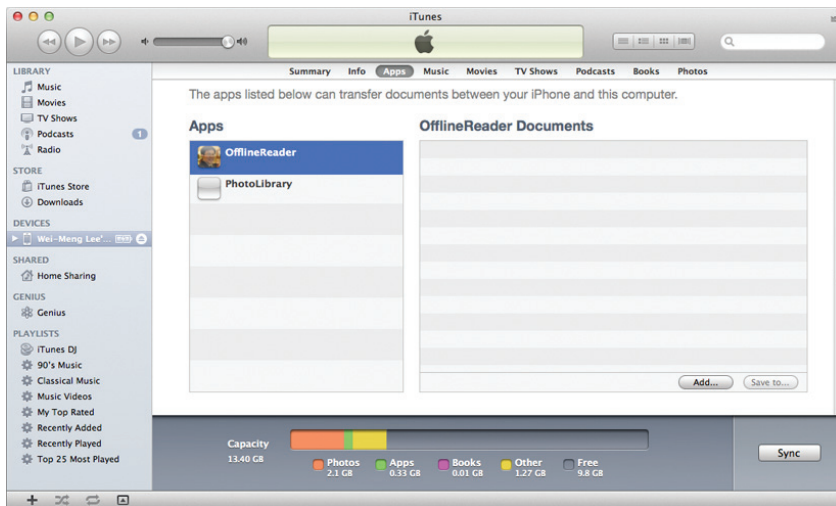 iTunes
LIBRARY
Music
Movies
TV Shows
Podcasts 1
Radio
STORE
iTunes Store
Downloads
DEVICES
Wei-Meng Lee'...
SHARED
Home Sharing
GENIUS
Genius
PLAYLISTS
iTunes DJ
90's Music
Classical Music
Music Videos
My Top Rated
Recently Added
Recently Played
Top 25 Most Played
Summary Info Apps Music Movies TV Shows Podcasts Books Photos
The apps listed below can transfer documents between your iPhone and this computer.
Apps
OfflineReader
PhotoLibrary
OfflineReader Documents
Add... Save to...
Capacity
13.40 GB
Photos Apps Books Other Free
2.1 GB 0.33 GB 0.01 GB 1.27 GB 9.8 GB
Sync